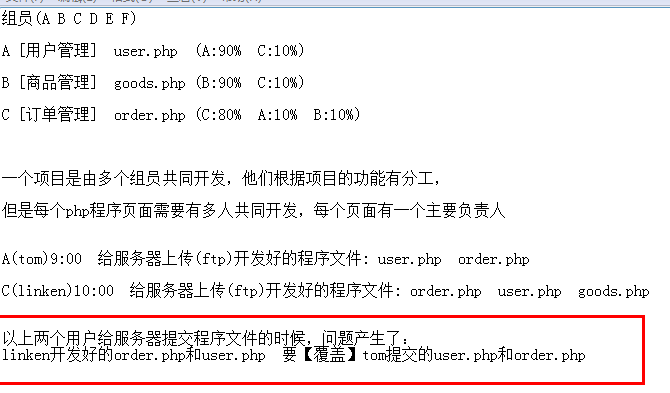 组员(A B C D E F)
A [用户管理] user.php (A:90% C:10%)
B [商品管理] goods.php (B:90% C:10%)
C [订单管理] order.php (C:80% A:10% B:10%)
一个项目是由多个组员共同开发，他们根据项目的功能有分工，
但是每个php程序页面需要有多人共同开发，每个页面有一个主要负责人
A(tom)9:00 给服务器上传(ftp)开发好的程序文件: user.php order.php
C(linken)10:00 给服务器上传(ftp)开发好的程序文件: order.php user.php goods.php
以上两个用户给服务器提交程序文件的时候，问题产生了：
linken开发好的order.php和user.php 要【覆盖】tom提交的user.php和order.php